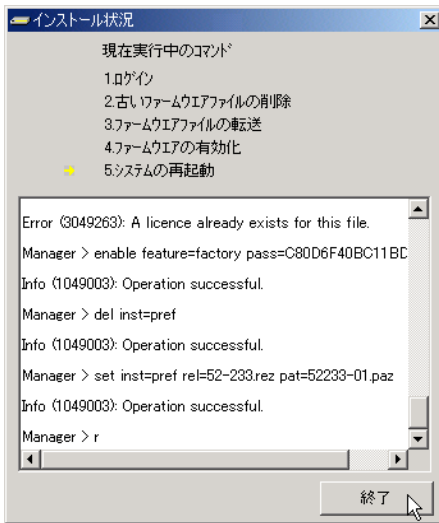 インストール状況
現在実行中のコマンド
1.ログイン
2.古いファームウエアファイルの削除
3.ファームウエアファイルの転送
4.ファームウエアの有効化
5.システムの再起動
Error (3049263): A licence already exists for this file.
Manager > enable feature=factory pass=C80D6F40BC11BD
Info (1049003): Operation successful.
Manager > del inst=pref
Info (1049003): Operation successful.
Manager > set inst=pref rel=52-233.rez pat=52233-01.paz
Info (1049003): Operation successful.
Manager > r
終了